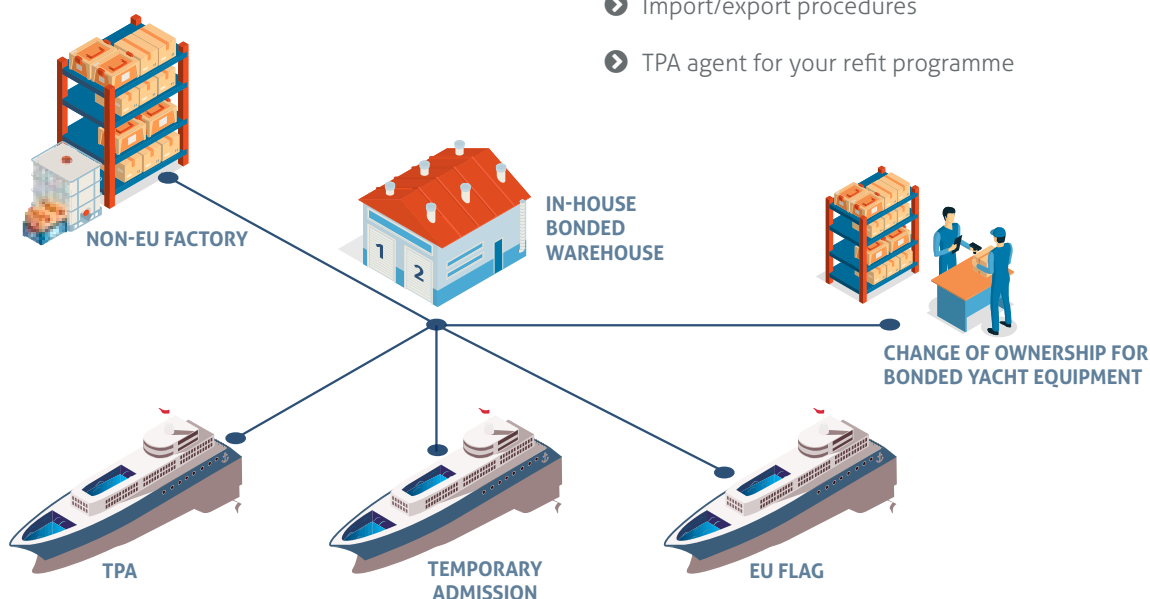 Import/export procedures
TPA agent for your refit programme
NON-EU FACTORY
IN-HOUSE
BONDED
WAREHOUSE
1
2
CHANGE OF OWNERSHIP FOR
BONDED YACHT EQUIPMENT
TPA
TEMPORARY
ADMISSION
EU FLAG